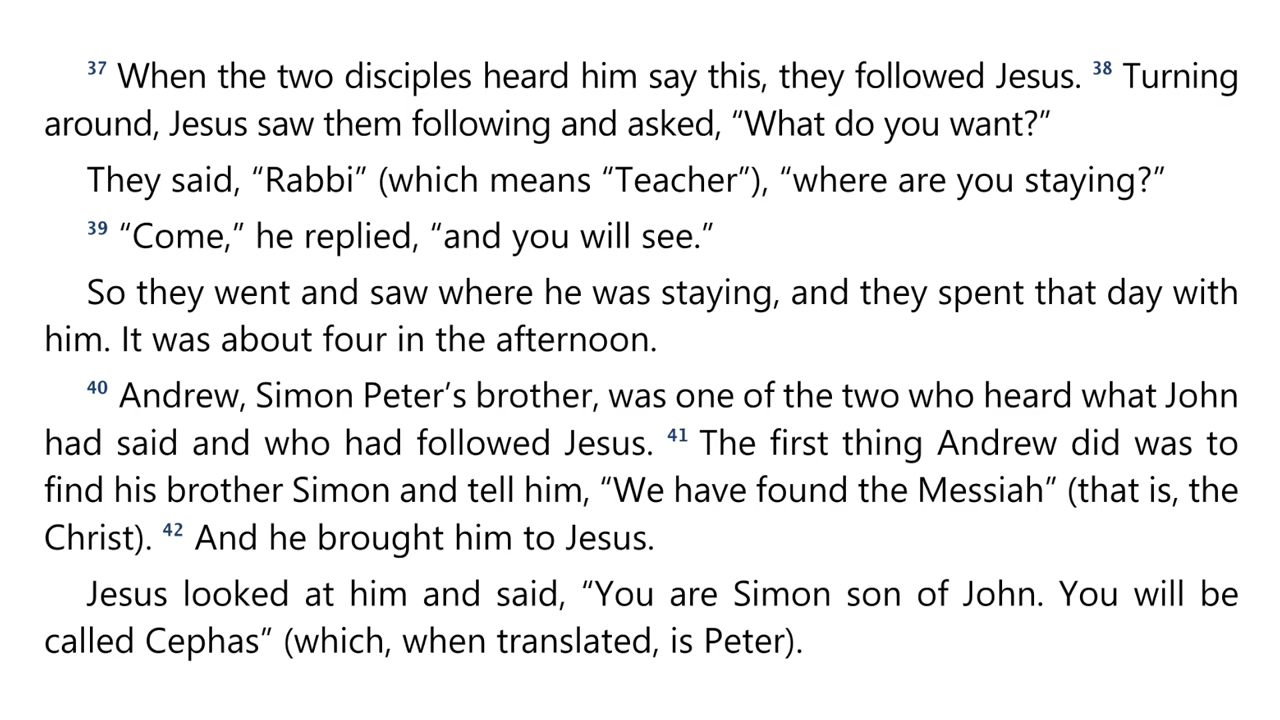 37 When the two disciples heard him say this, they followed Jesus. 38 Turning
around, Jesus saw them following and asked, “What do you want?”
They said, “Rabbi” (which means “Teacher”), “where are you staying?”
39 “Come,” he replied, “and you will see.”
So they went and saw where he was staying, and they spent that day with
him. It was about four in the afternoon.
40 Andrew, Simon Peter’s brother, was one of the two who heard what John
had said and who had followed Jesus. 41 The first thing Andrew did was to
find his brother Simon and tell him, “We have found the Messiah” (that is, the
Christ). 42 And he brought him to Jesus.
Jesus looked at him and said, “You are Simon son of John. You will be
called Cephas” (which, when translated, is Peter).